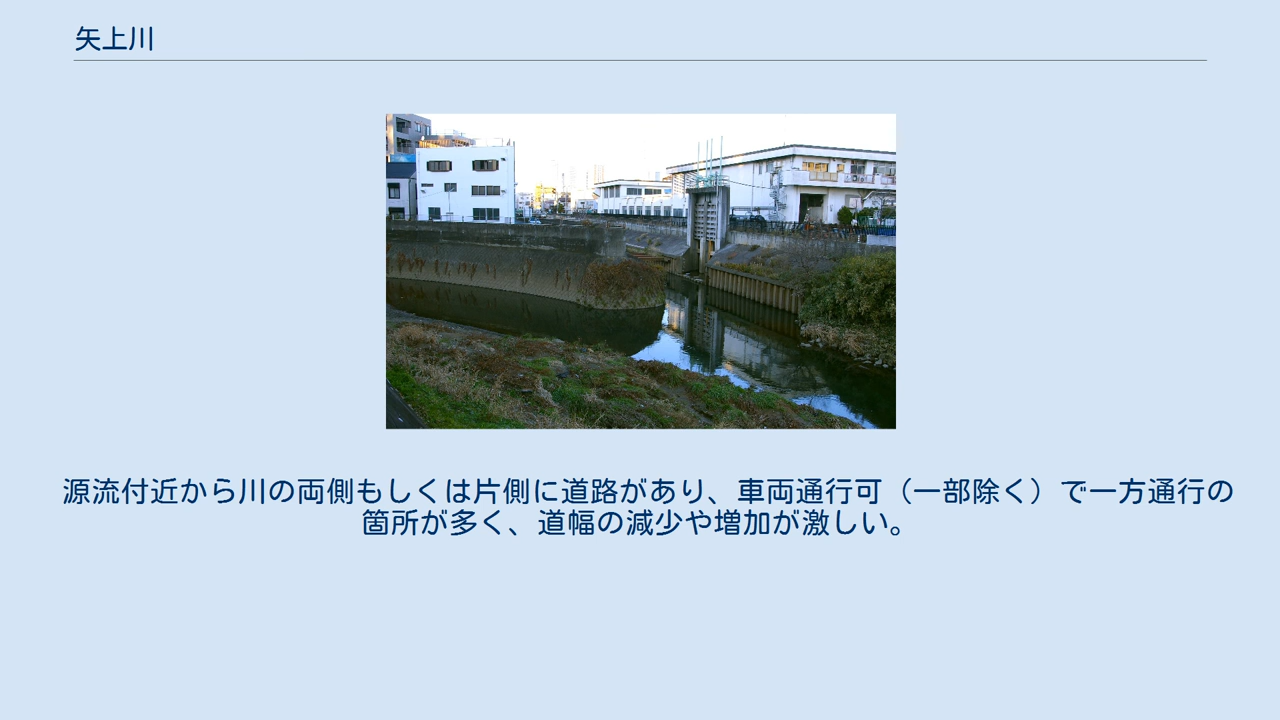 矢上川
源流付近から川の両側もしくは片側に道路があり、車両通行可（一部除く）で一方通行の
箇所が多く、道幅の減少や増加が激しい。